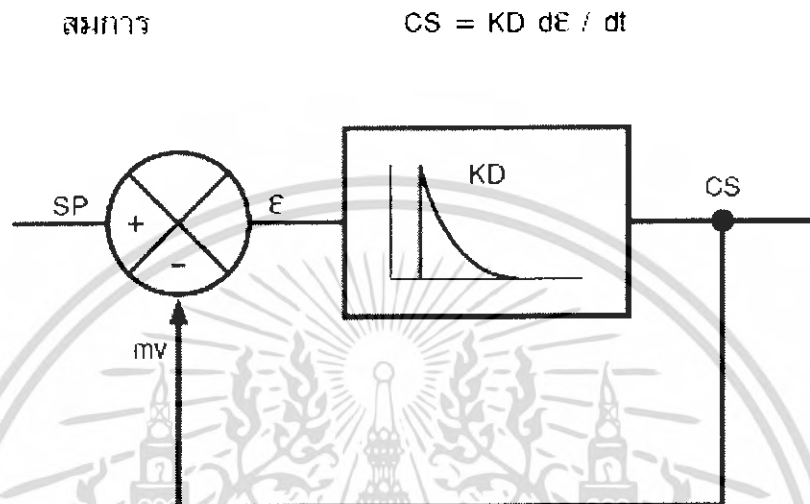 สมการ CS = KD dε / dt
KD
CS
SP
ε
+
−
mv